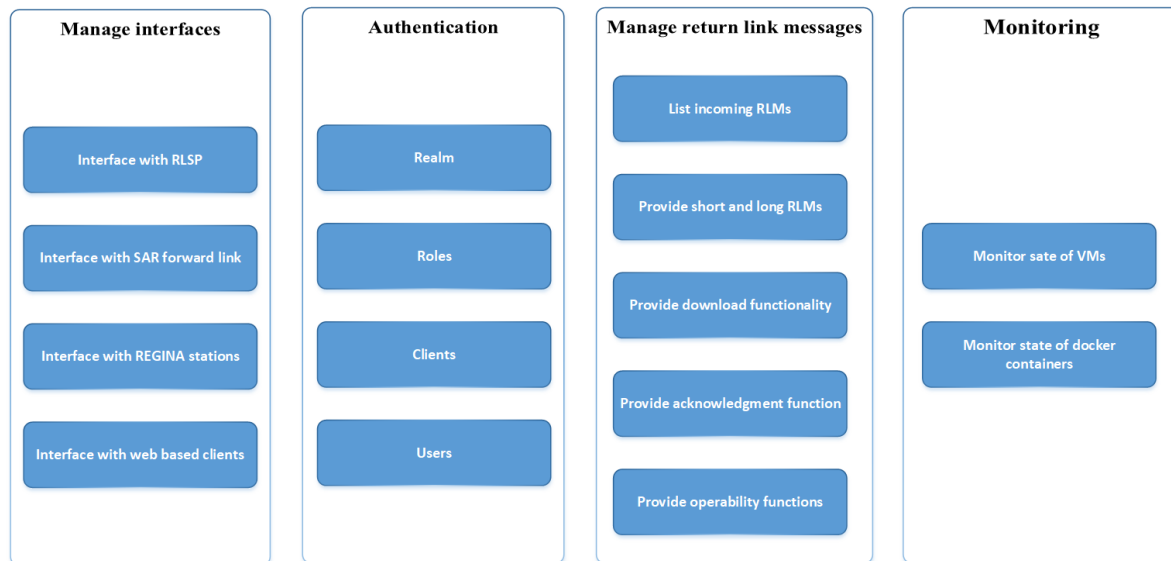 Manage interfaces
Interface with RLSP
Interface with SAR forward link
Interface with REGINA stations
Interface with web based clients
Authentication
Realm
Roles
Clients
Users
Manage return link messages
List incoming RLMs
Provide short and long RLMs
Provide download functionality
Provide acknowledgment function
Provide operability functions
Monitoring
Monitor sate of VMs
Monitor state of docker
containers